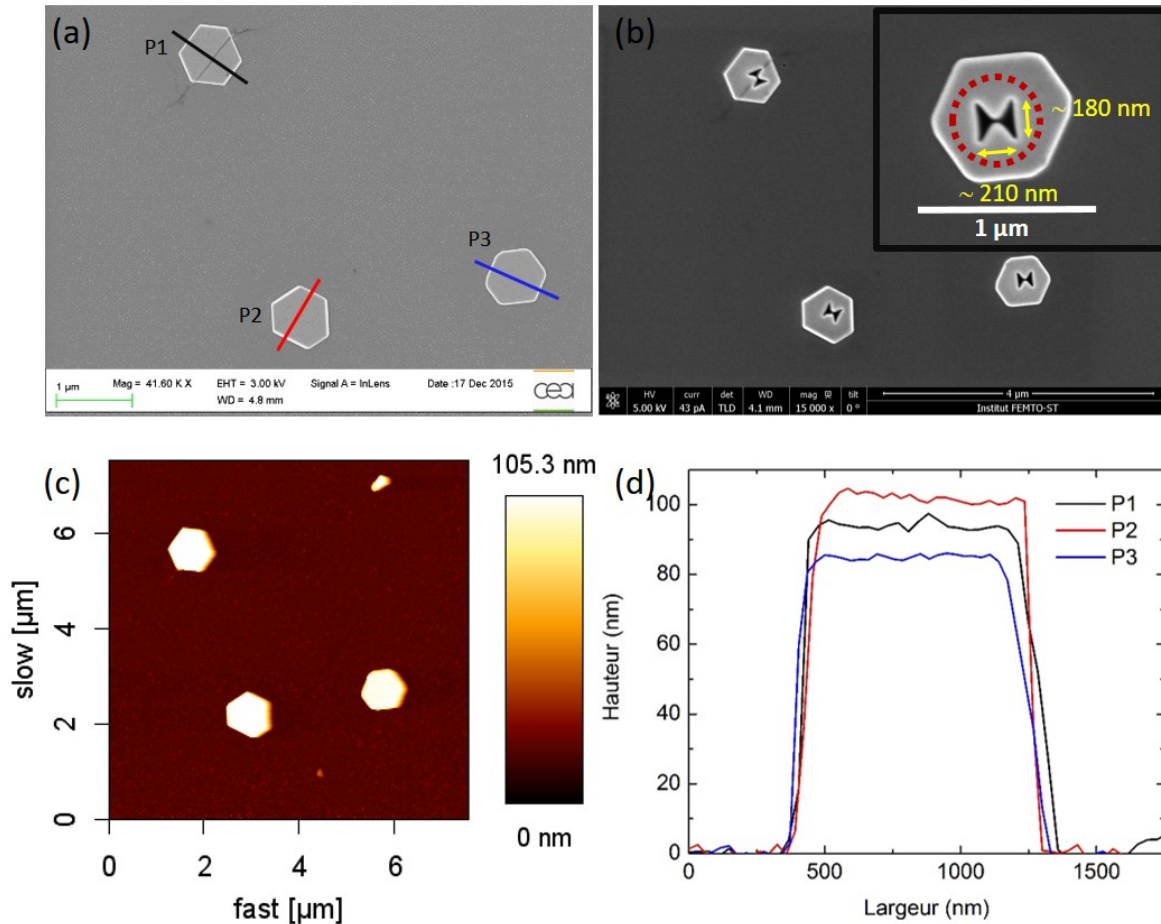 (a)
P1
P2
P3
1 µm
Mag = 41.60 K X
EHT = 3.00 kV
Signal A = InLens
Date :17 Dec 2015
WD = 4.8 mm
cea
(b)
~ 180 nm
~ 210 nm
1 µm
HV
curr
det
WD
mag
tilt
4 µm
5.00 kV
43 pA
TLD
4.1 mm
15 000 x
0 °
Institut FEMTO-ST
(c)
105.3 nm
0 nm
slow [µm]
6
4
2
0
0
2
4
6
fast [µm]
(d)
P1
P2
P3
Hauteur (nm)
100
80
60
40
20
0
0
500
1000
1500
Largeur (nm)